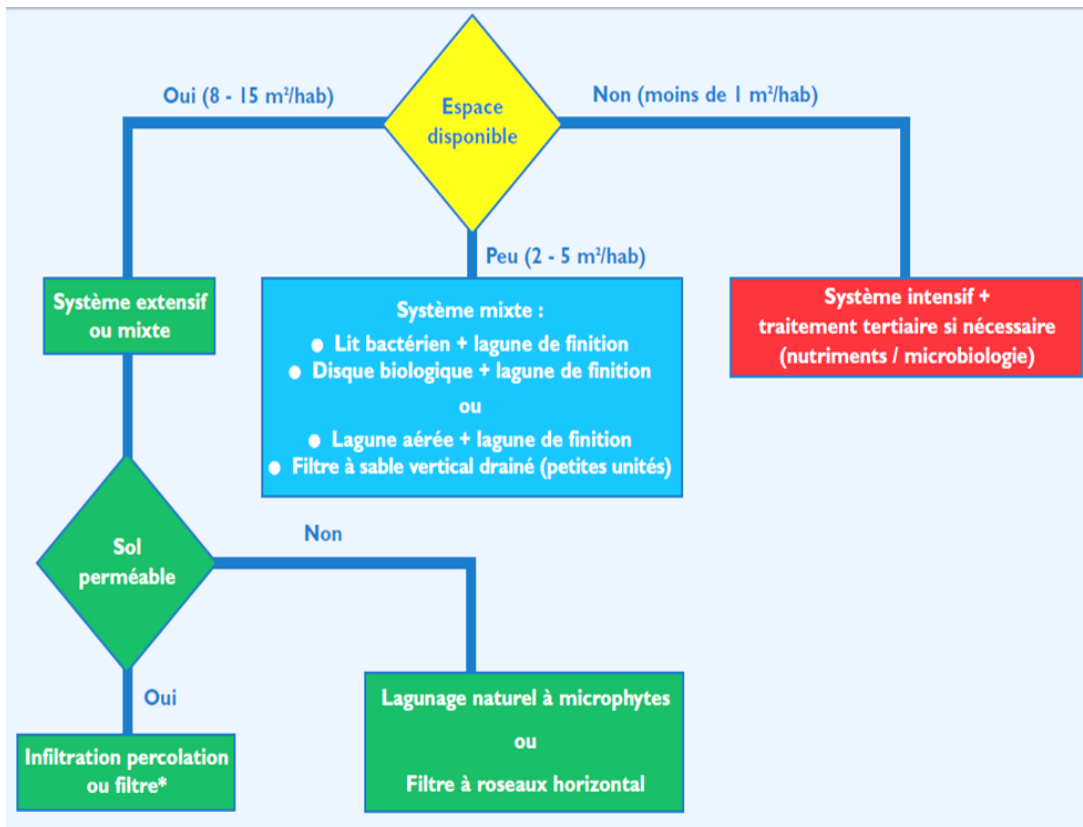 Oui (8 - 15 m²/hab)
Espace
disponible
Non (moins de 1 m²/hab)
Peu (2 - 5 m²/hab)
Système extensif
ou mixte
Système mixte :
● Lit bactérien + lagune de finition
● Disque biologique + lagune de finition
ou
● Lagune aérée + lagune de finition
● Filtre à sable vertical drainé (petites unités)
Système intensif +
traitement tertiaire si nécessaire
(nutriments / microbiologie)
Sol
perméable
Non
Oui
Infiltration percolation
ou filtre*
Lagunage naturel à microphytes
ou
Filtre à roseaux horizontal